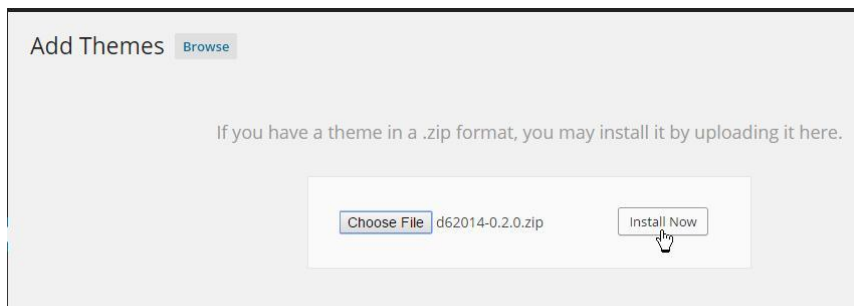 Add Themes Browse
If you have a theme in a .zip format, you may install it by uploading it here.
Choose File d62014-0.2.0.zip Install Now